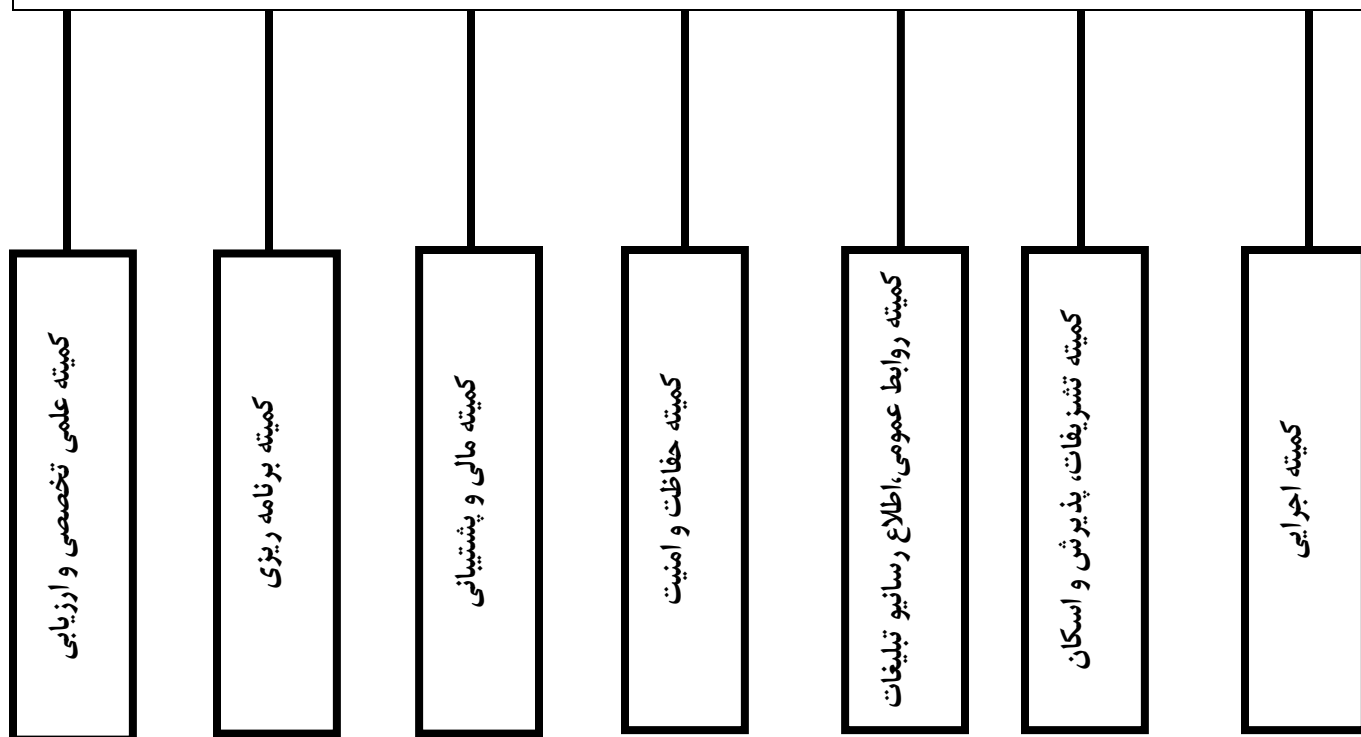 کمیته اجرایی
کمیته تشریفات، پذیرش و اسکان
کمیته روابط عمومی،اطلاع رسانیو تبلیغات
کمیته حفاظت و امنیت
کمیته مالی و پشتیبانی
کمیته برنامه ریزی
کمیته علمی تخصصی و ارزیابی